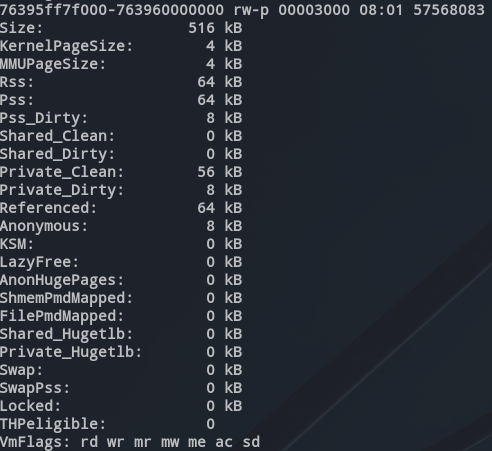 76395ff7f000-763960000000 rw-p 00003000 08:01 57568083
Size:                516 kB
KernelPageSize:        4 kB
MMUPageSize:           4 kB
Rss:                  64 kB
Pss:                  64 kB
Pss_Dirty:             8 kB
Shared_Clean:          0 kB
Shared_Dirty:          0 kB
Private_Clean:        56 kB
Private_Dirty:         8 kB
Referenced:           64 kB
Anonymous:             8 kB
KSM:                   0 kB
LazyFree:              0 kB
AnonHugePages:         0 kB
ShmemPmdMapped:        0 kB
FilePmdMapped:         0 kB
Shared_Hugetlb:        0 kB
Private_Hugetlb:       0 kB
Swap:                  0 kB
SwapPss:               0 kB
Locked:                0 kB
THPeligible:           0
VmFlags: rd wr mr mw me ac sd